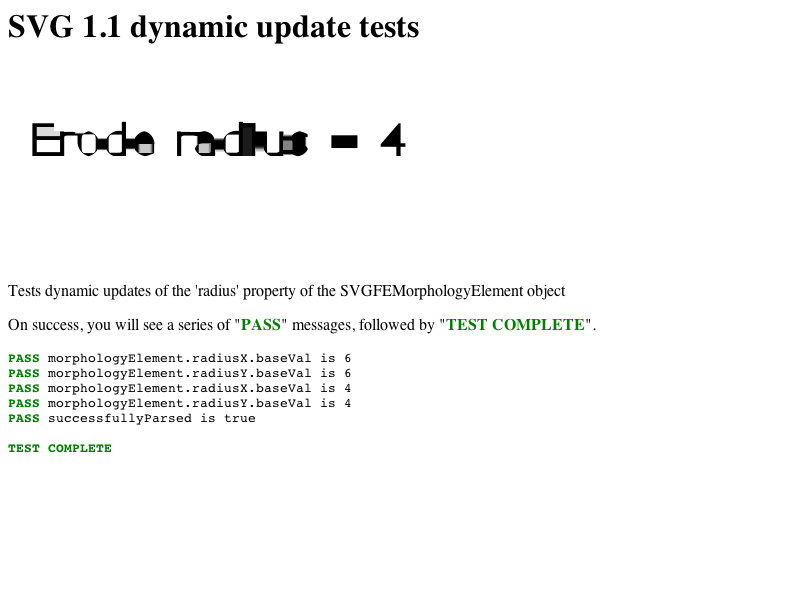 SVG 1.1 dynamic update tests
Erode radius = 4
Tests dynamic updates of the 'radius' property of the SVGFEMorphologyElement object
On success, you will see a series of "PASS" messages, followed by "TEST COMPLETE".
PASS morphologyElement.radiusX.baseVal is 6
PASS morphologyElement.radiusY.baseVal is 6
PASS morphologyElement.radiusX.baseVal is 4
PASS morphologyElement.radiusY.baseVal is 4
PASS successfullyParsed is true
TEST COMPLETE